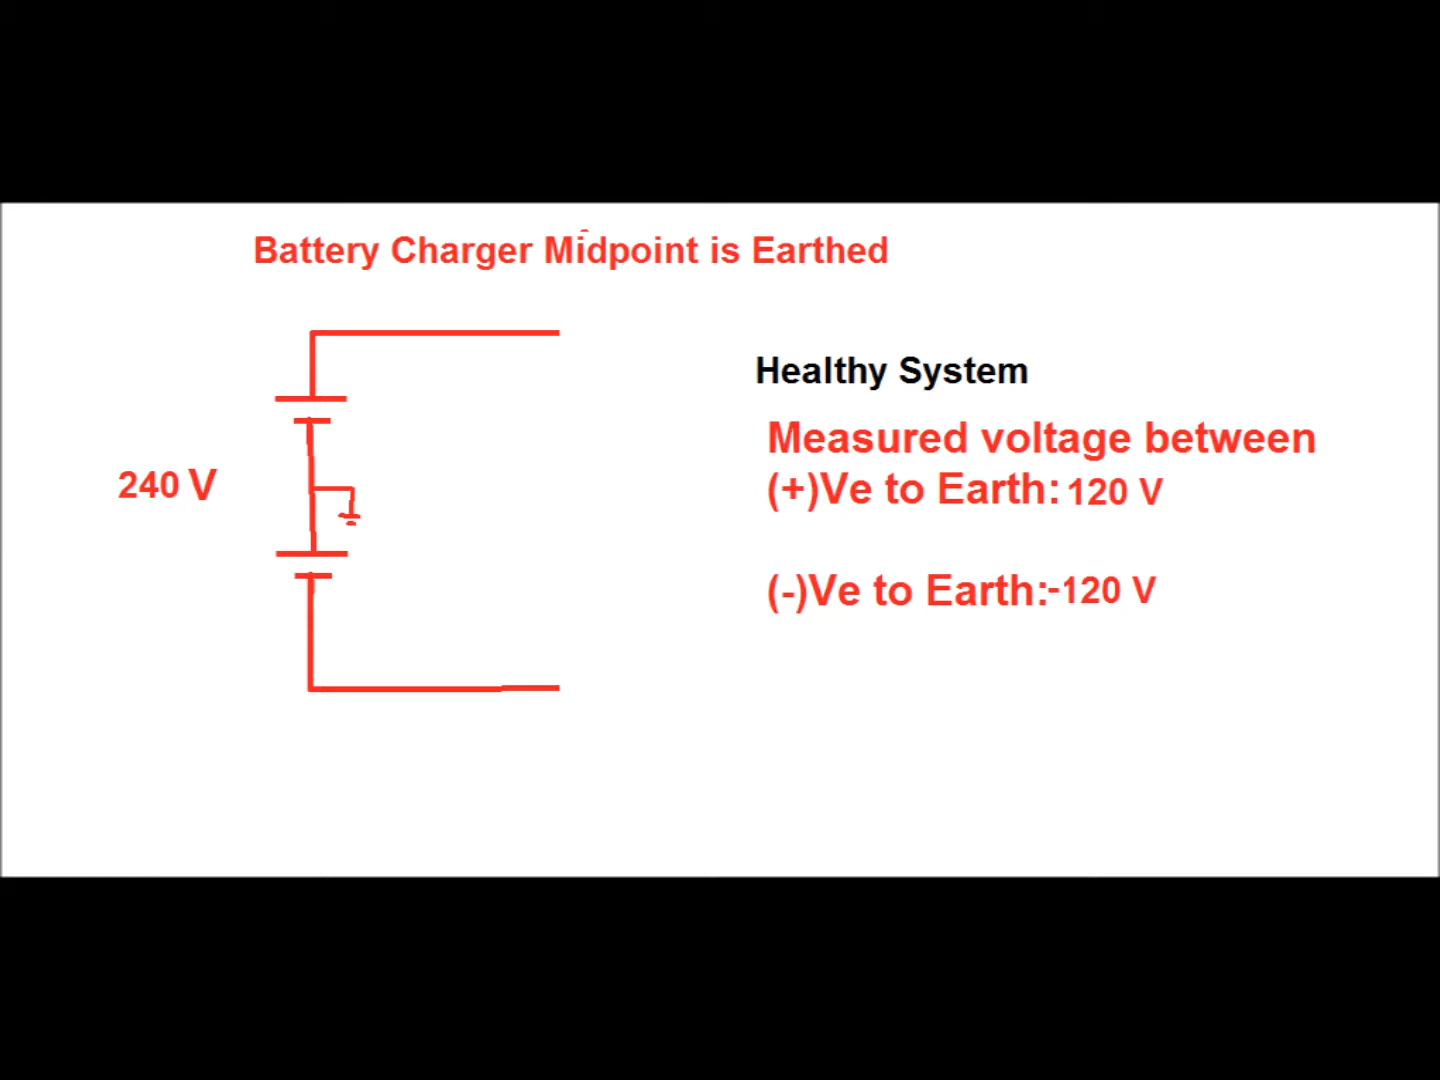 Battery Charger Midpoint is Earthed
Healthy System
Measured voltage between
(+)Ve to Earth: 120 V
240 V
(-)Ve to Earth:-120 V